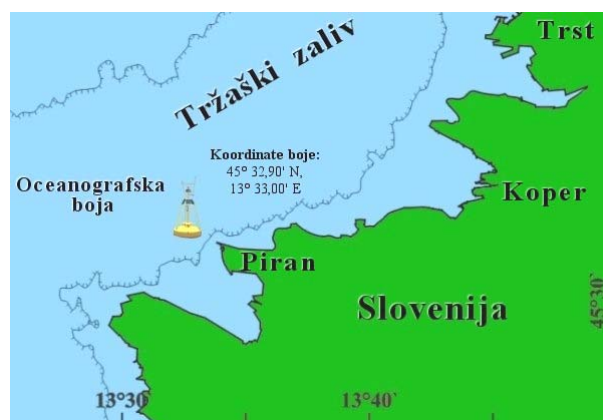 Trst
Tržaški zaliv
Koordinate boje:
45° 32,90' N,
13° 33,00' E
Oceanografska
boja
Koper
Piran
Slovenija
45°30`
13°30`
13°40`